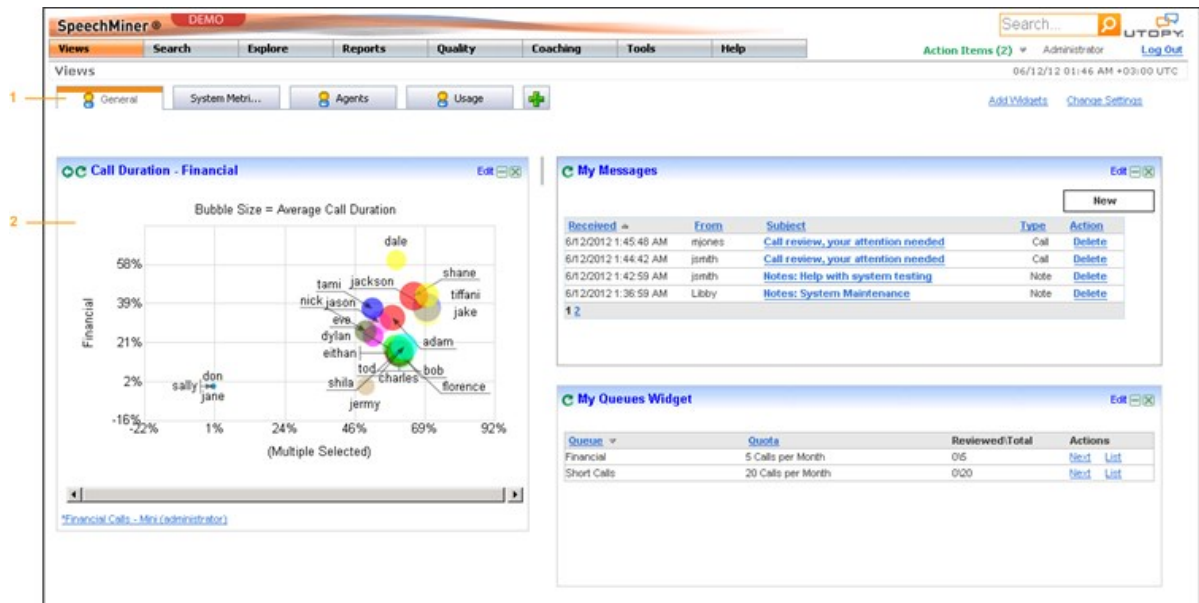 SpeechMiner ® DEMO
Search...
UTOPY
Views Search Explore Reports Quality Coaching Tools Help
Action Items (2) Administrator Log Out
Views
06/12/12 01:46 AM +03:00 UTC
1
General System Metri... Agents Usage
Add Widgets Change Settings
2
Call Duration - Financial Edit
Bubble Size = Average Call Duration
dale
58%
shane
tami jackson
tiffani
39%
nick jason
jake
Financial
eve
21%
dylan
adam
eithan
tod
bob
2%
don
shila
charles
florence
sally
jane
jermy
-16%
-22% 1% 24% 46% 69% 92%
(Multiple Selected)
*Financial Calls - Mini (administrator)
My Messages Edit
New
Received From Subject Type Action
6/12/2012 1:45:48 AM mjones Call review, your attention needed Call Delete
6/12/2012 1:44:42 AM jsmith Call review, your attention needed Call Delete
6/12/2012 1:42:59 AM jsmith Notes: Help with system testing Note Delete
6/12/2012 1:36:59 AM Libby Notes: System Maintenance Note Delete
1 2
My Queues Widget Edit
Queue Quota Reviewed\Total Actions
Financial 5 Calls per Month 0\5 Next List
Short Calls 20 Calls per Month 0\20 Next List